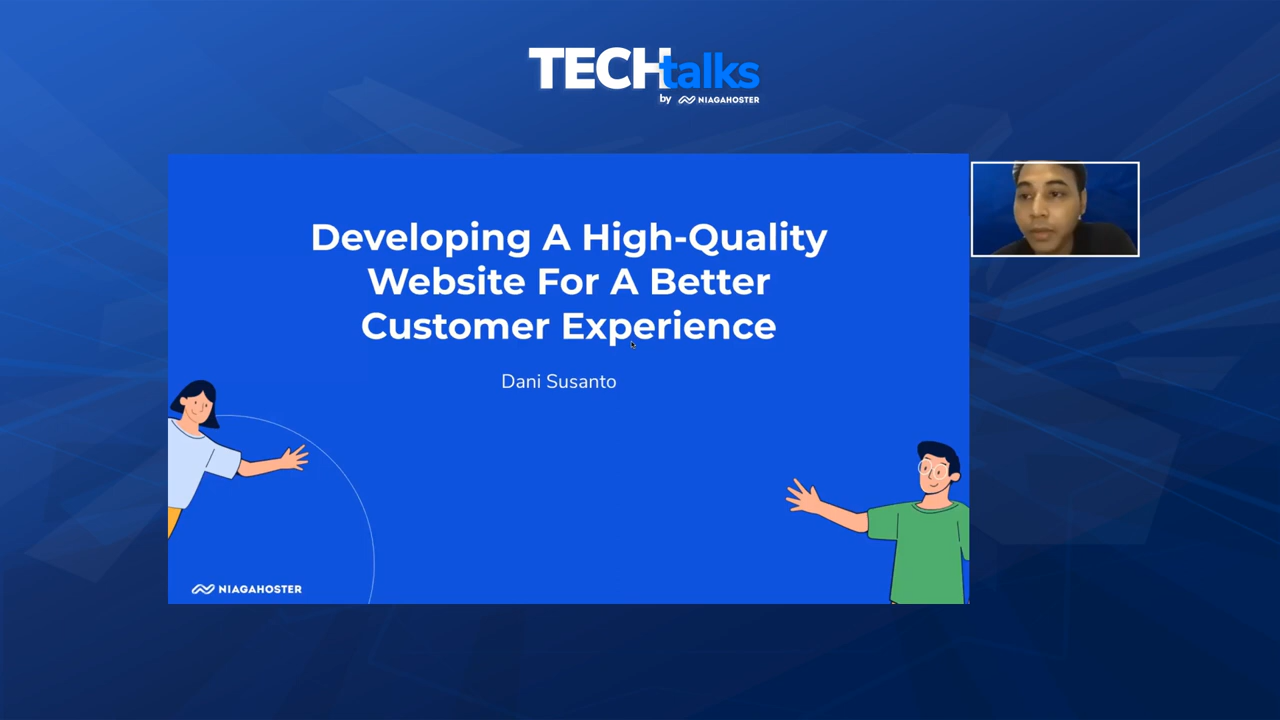 TECHtalks
by NIAGAHOSTER
Developing A High-Quality
Website For A Better
Customer Experience
Dani Susanto
NIAGAHOSTER